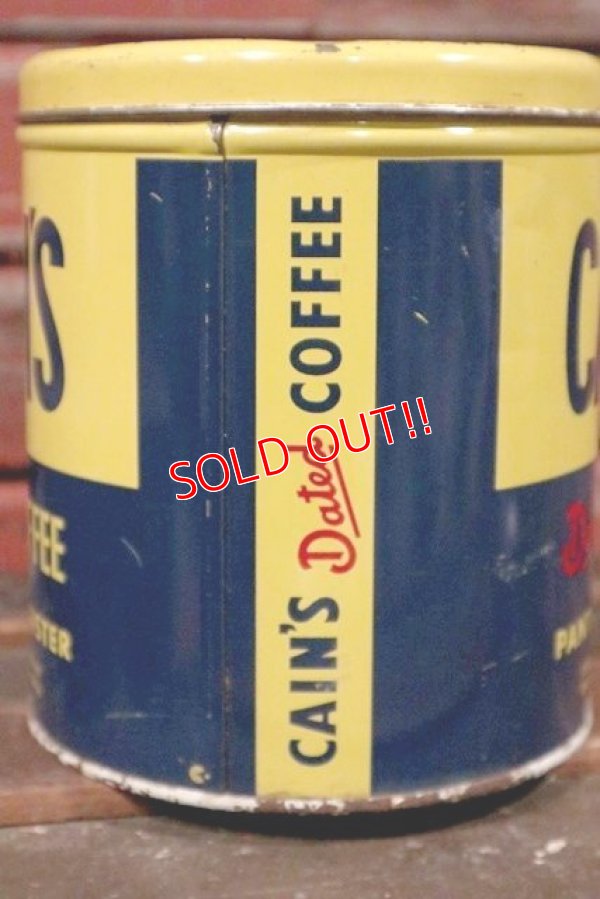 CAIN'S Dated COFFEE
SOLD OUT!!
'S
FFEE
STER
C
D
PAN